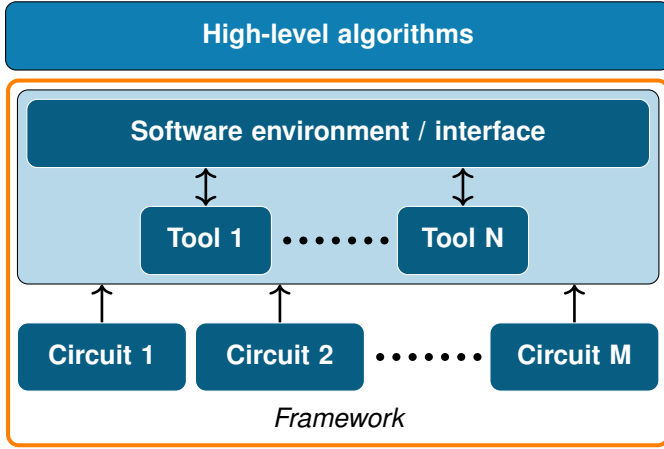 High-level algorithms
Software environment / interface
Tool 1 Tool N
Circuit 1 Circuit 2 Circuit M
Framework